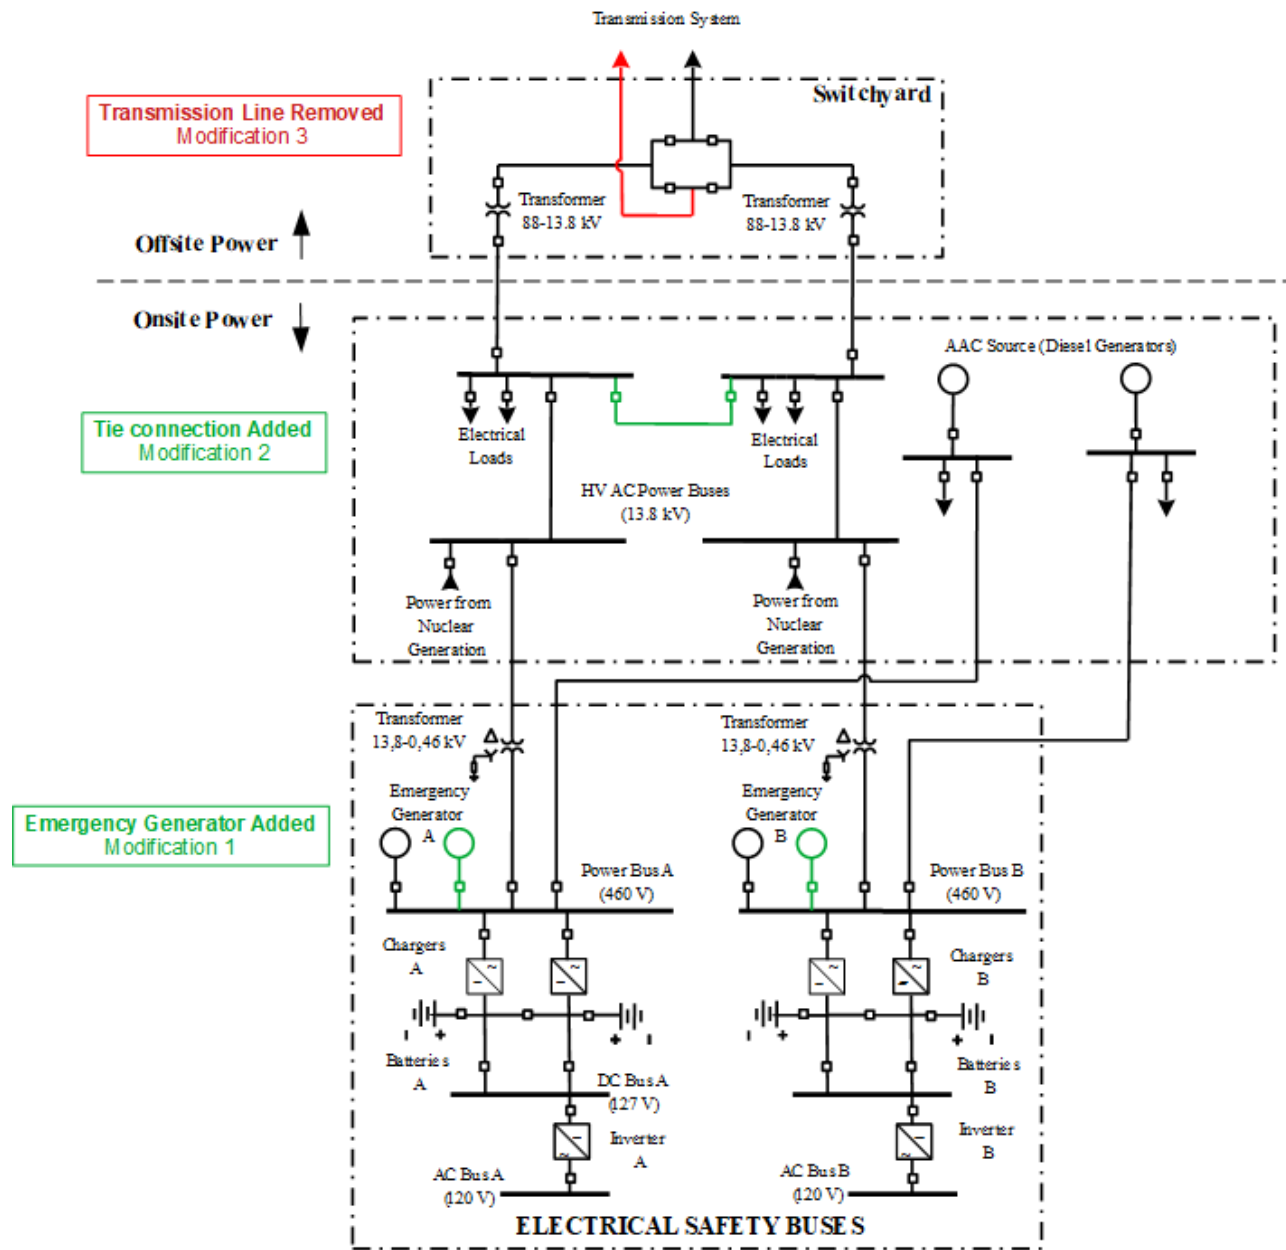 Transmission System
Switchyard
Transmission Line Removed
Modification 3
Transformer
88-13.8 kV
Transformer
88-13.8 kV
Offsite Power
Onsite Power
AAC Source (Diesel Generators)
Tie connection Added
Modification 2
Electrical
Loads
Electrical
Loads
HV AC Power Buses
(13.8 kV)
Power from
Nuclear
Generation
Power from
Nuclear
Generation
Transformer
13,8-0,46 kV
Transformer
13,8-0,46 kV
Emergency Generator Added
Modification 1
Emergency
Generator
A
Emergency
Generator
B
Power Bus A
(460 V)
Power Bus B
(460 V)
Chargers
A
Chargers
B
Batteries
A
Batteries
B
DC Bus A
(127 V)
Inverter
A
Inverter
B
AC Bus A
(120 V)
AC Bus B
(120 V)
ELECTRICAL SAFETY BUSES